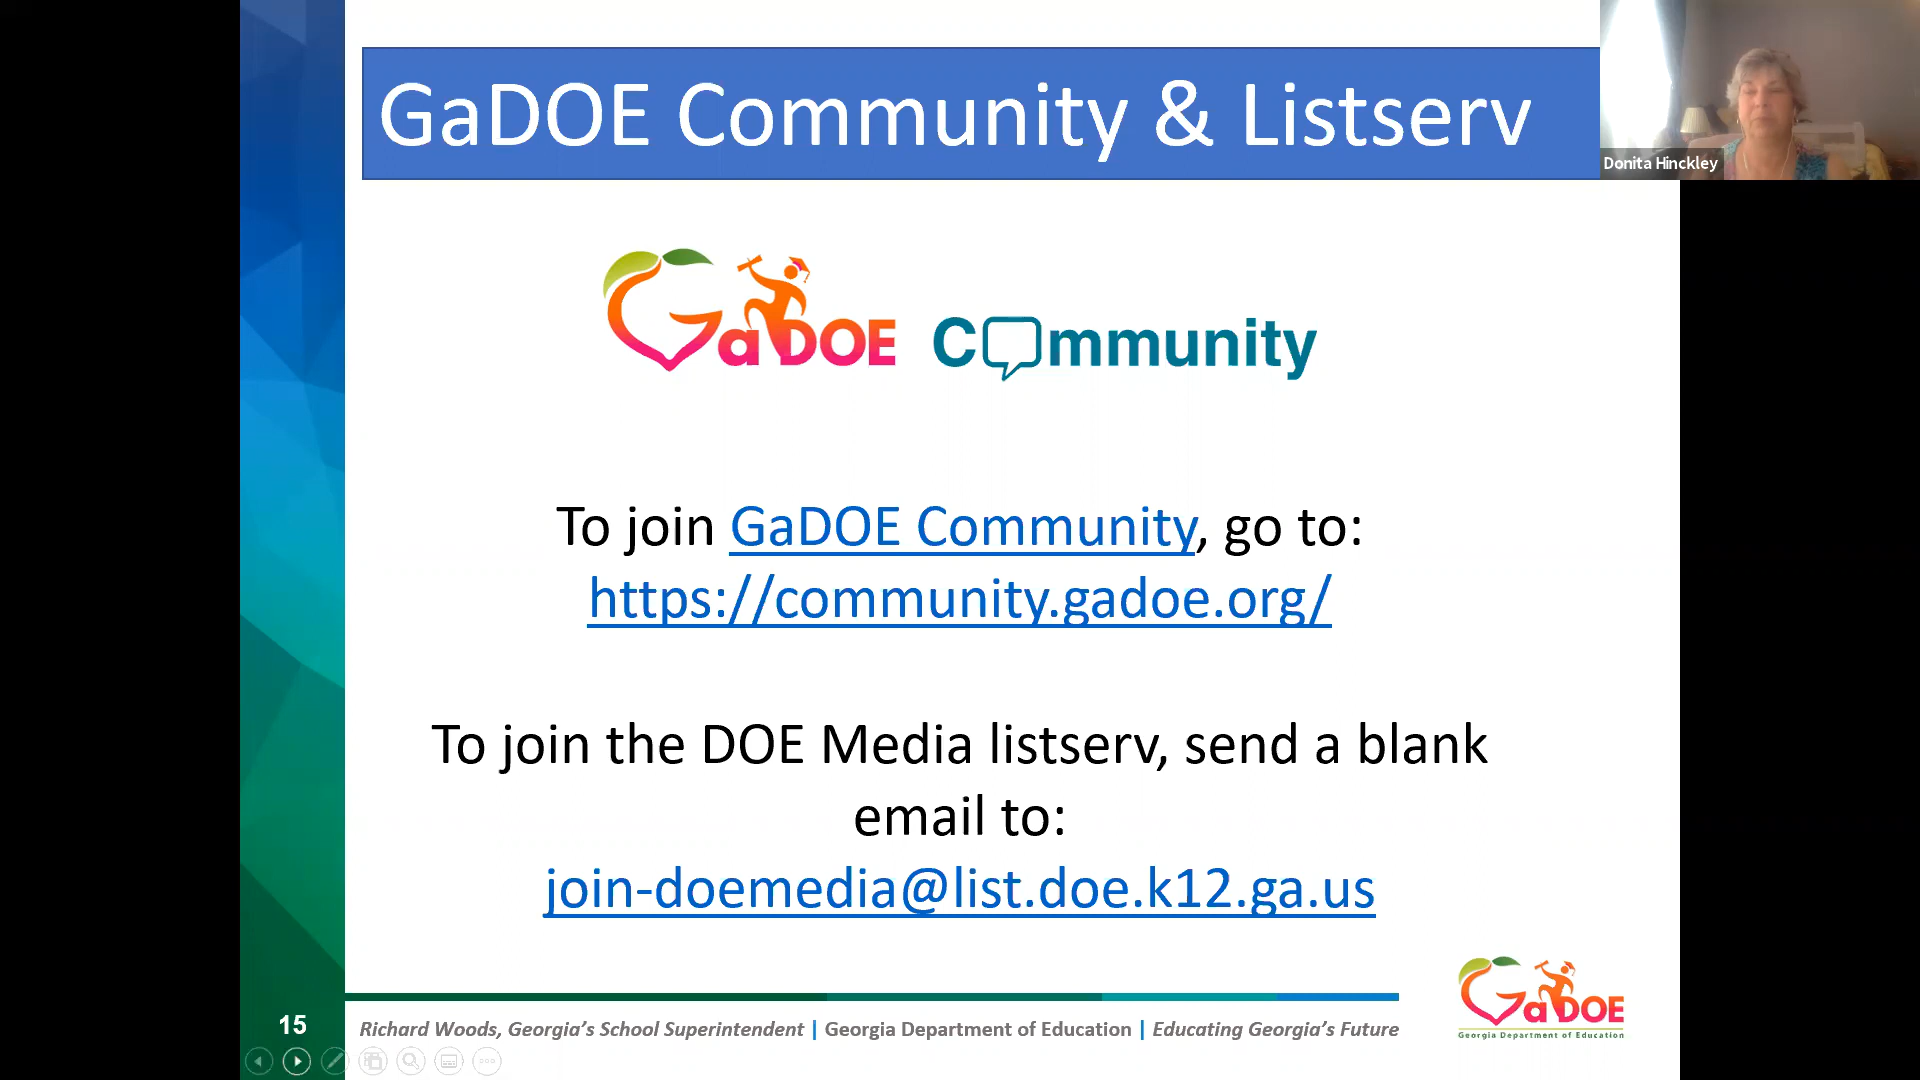 GaDOE Community & Listserv
Donita Hinckley
GaDOE Community
To join GaDOE Community, go to:
https://community.gadoe.org/
To join the DOE Media listserv, send a blank
email to:
join-doemedia@list.doe.k12.ga.us
GaDOE
Georgia Department of Education
15
Richard Woods, Georgia’s School Superintendent | Georgia Department of Education | Educating Georgia’s Future